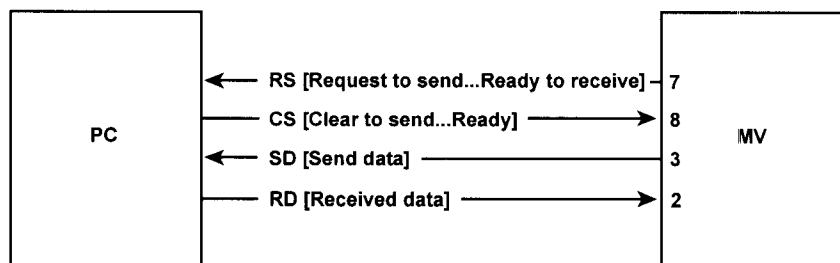 RS [Request to send...Ready to receive] 7
PC
CS [Clear to send...Ready] 8
MV
SD [Send data] 3
RD [Received data] 2